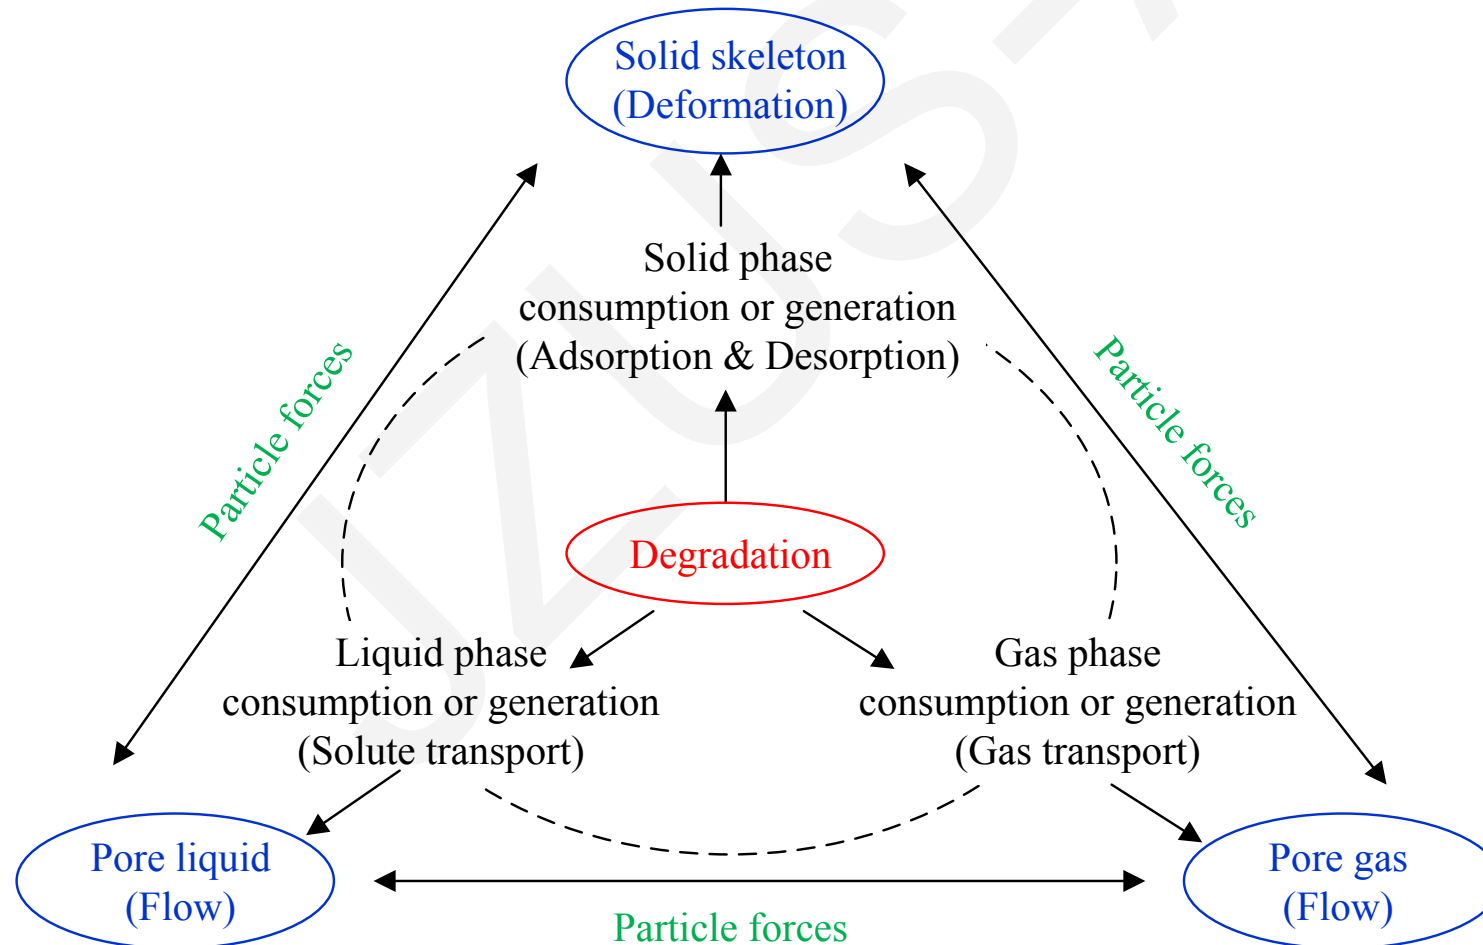 Solid skeleton
(Deformation)
Solid phase
consumption or generation
(Adsorption & Desorption)
Particle forces
Particle forces
Degradation
Liquid phase
consumption or generation
(Solute transport)
Gas phase
consumption or generation
(Gas transport)
Pore liquid
(Flow)
Pore gas
(Flow)
Particle forces
JZUS-A